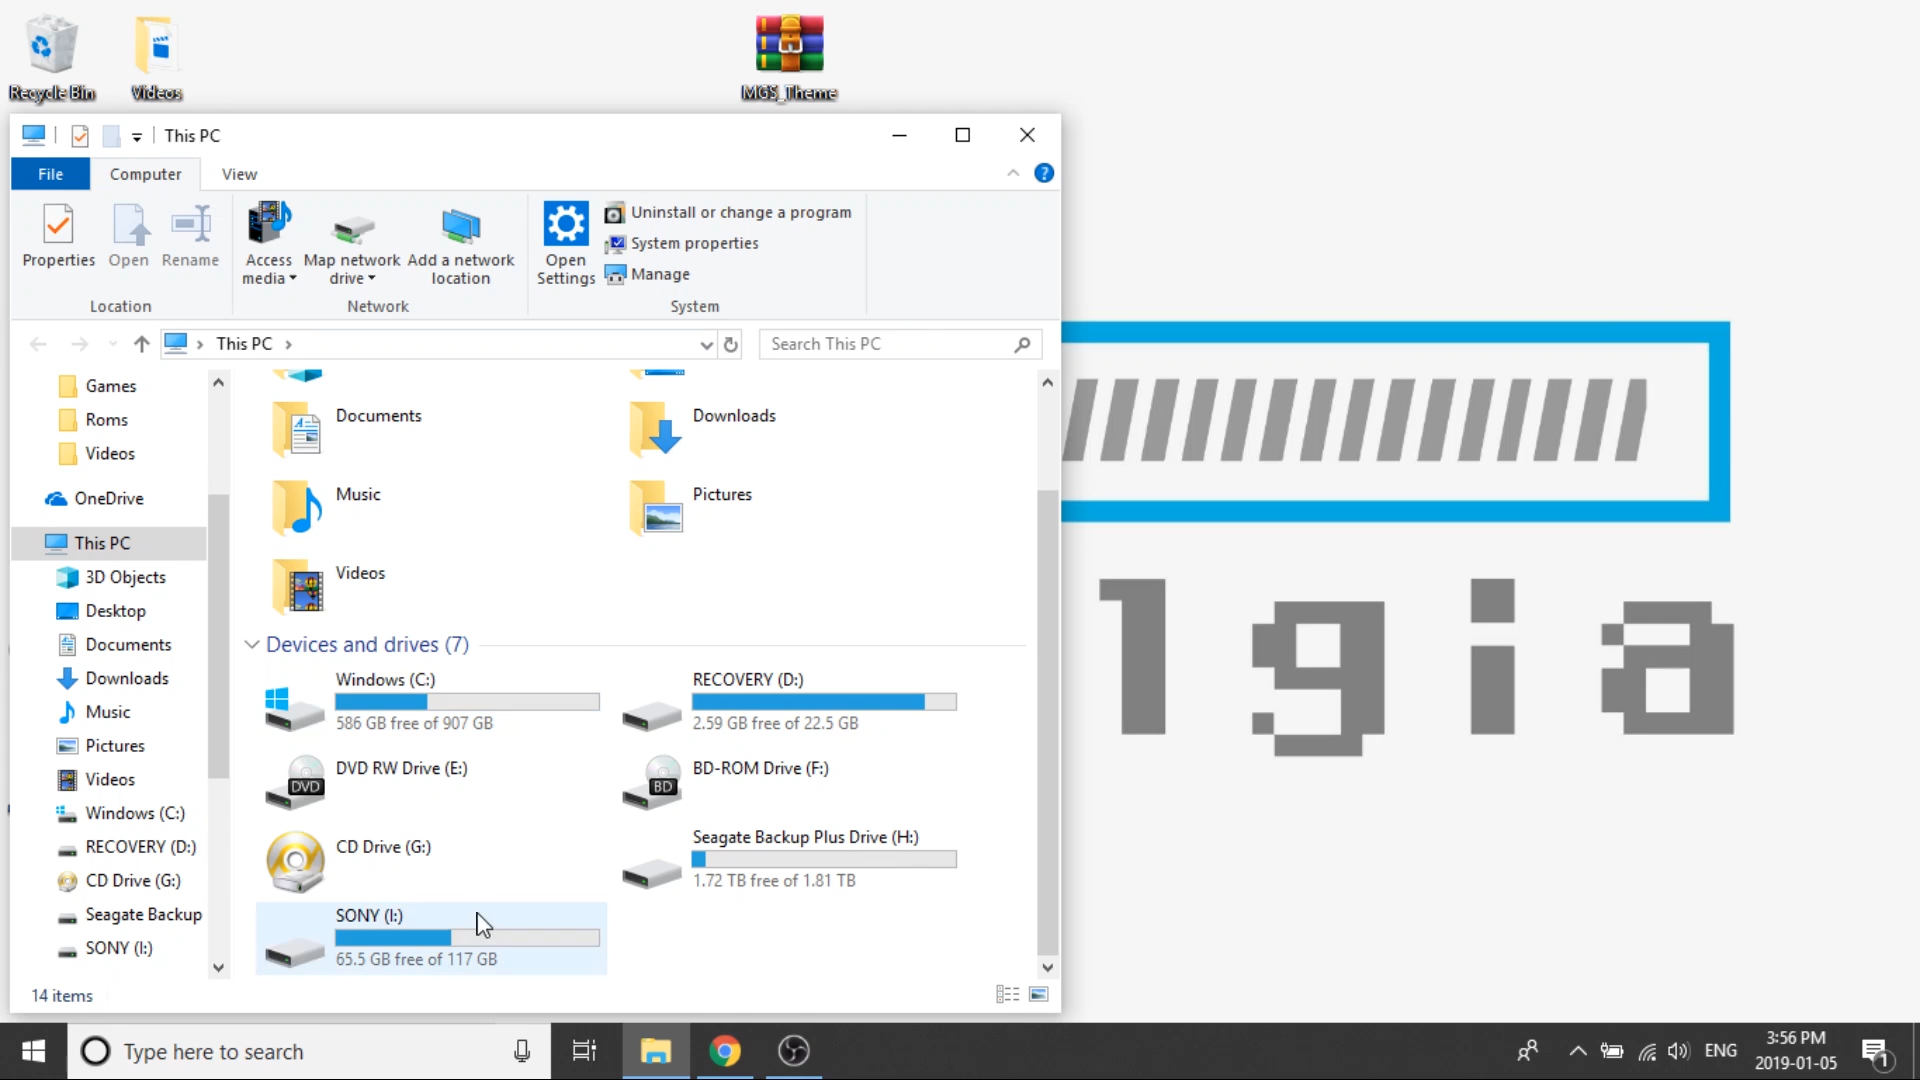 Recycle Bin
Videos
MGS_Theme
This PC
File
Computer
View
?
Properties
Open
Rename
Access media
Map network drive
Add a network location
Open Settings
Uninstall or change a program
System properties
Manage
Location
Network
System
This PC
Search This PC
Games
Roms
Videos
OneDrive
This PC
3D Objects
Desktop
Documents
Downloads
Music
Pictures
Videos
Windows (C:)
RECOVERY (D:)
CD Drive (G:)
Seagate Backup
SONY (I:)
Documents
Downloads
Music
Pictures
Videos
Devices and drives (7)
Windows (C:)
586 GB free of 907 GB
RECOVERY (D:)
2.59 GB free of 22.5 GB
DVD
DVD RW Drive (E:)
BD
BD-ROM Drive (F:)
CD Drive (G:)
Seagate Backup Plus Drive (H:)
1.72 TB free of 1.81 TB
SONY (I:)
65.5 GB free of 117 GB
14 items
lgia
Type here to search
ENG
3:56 PM
2019-01-05
1